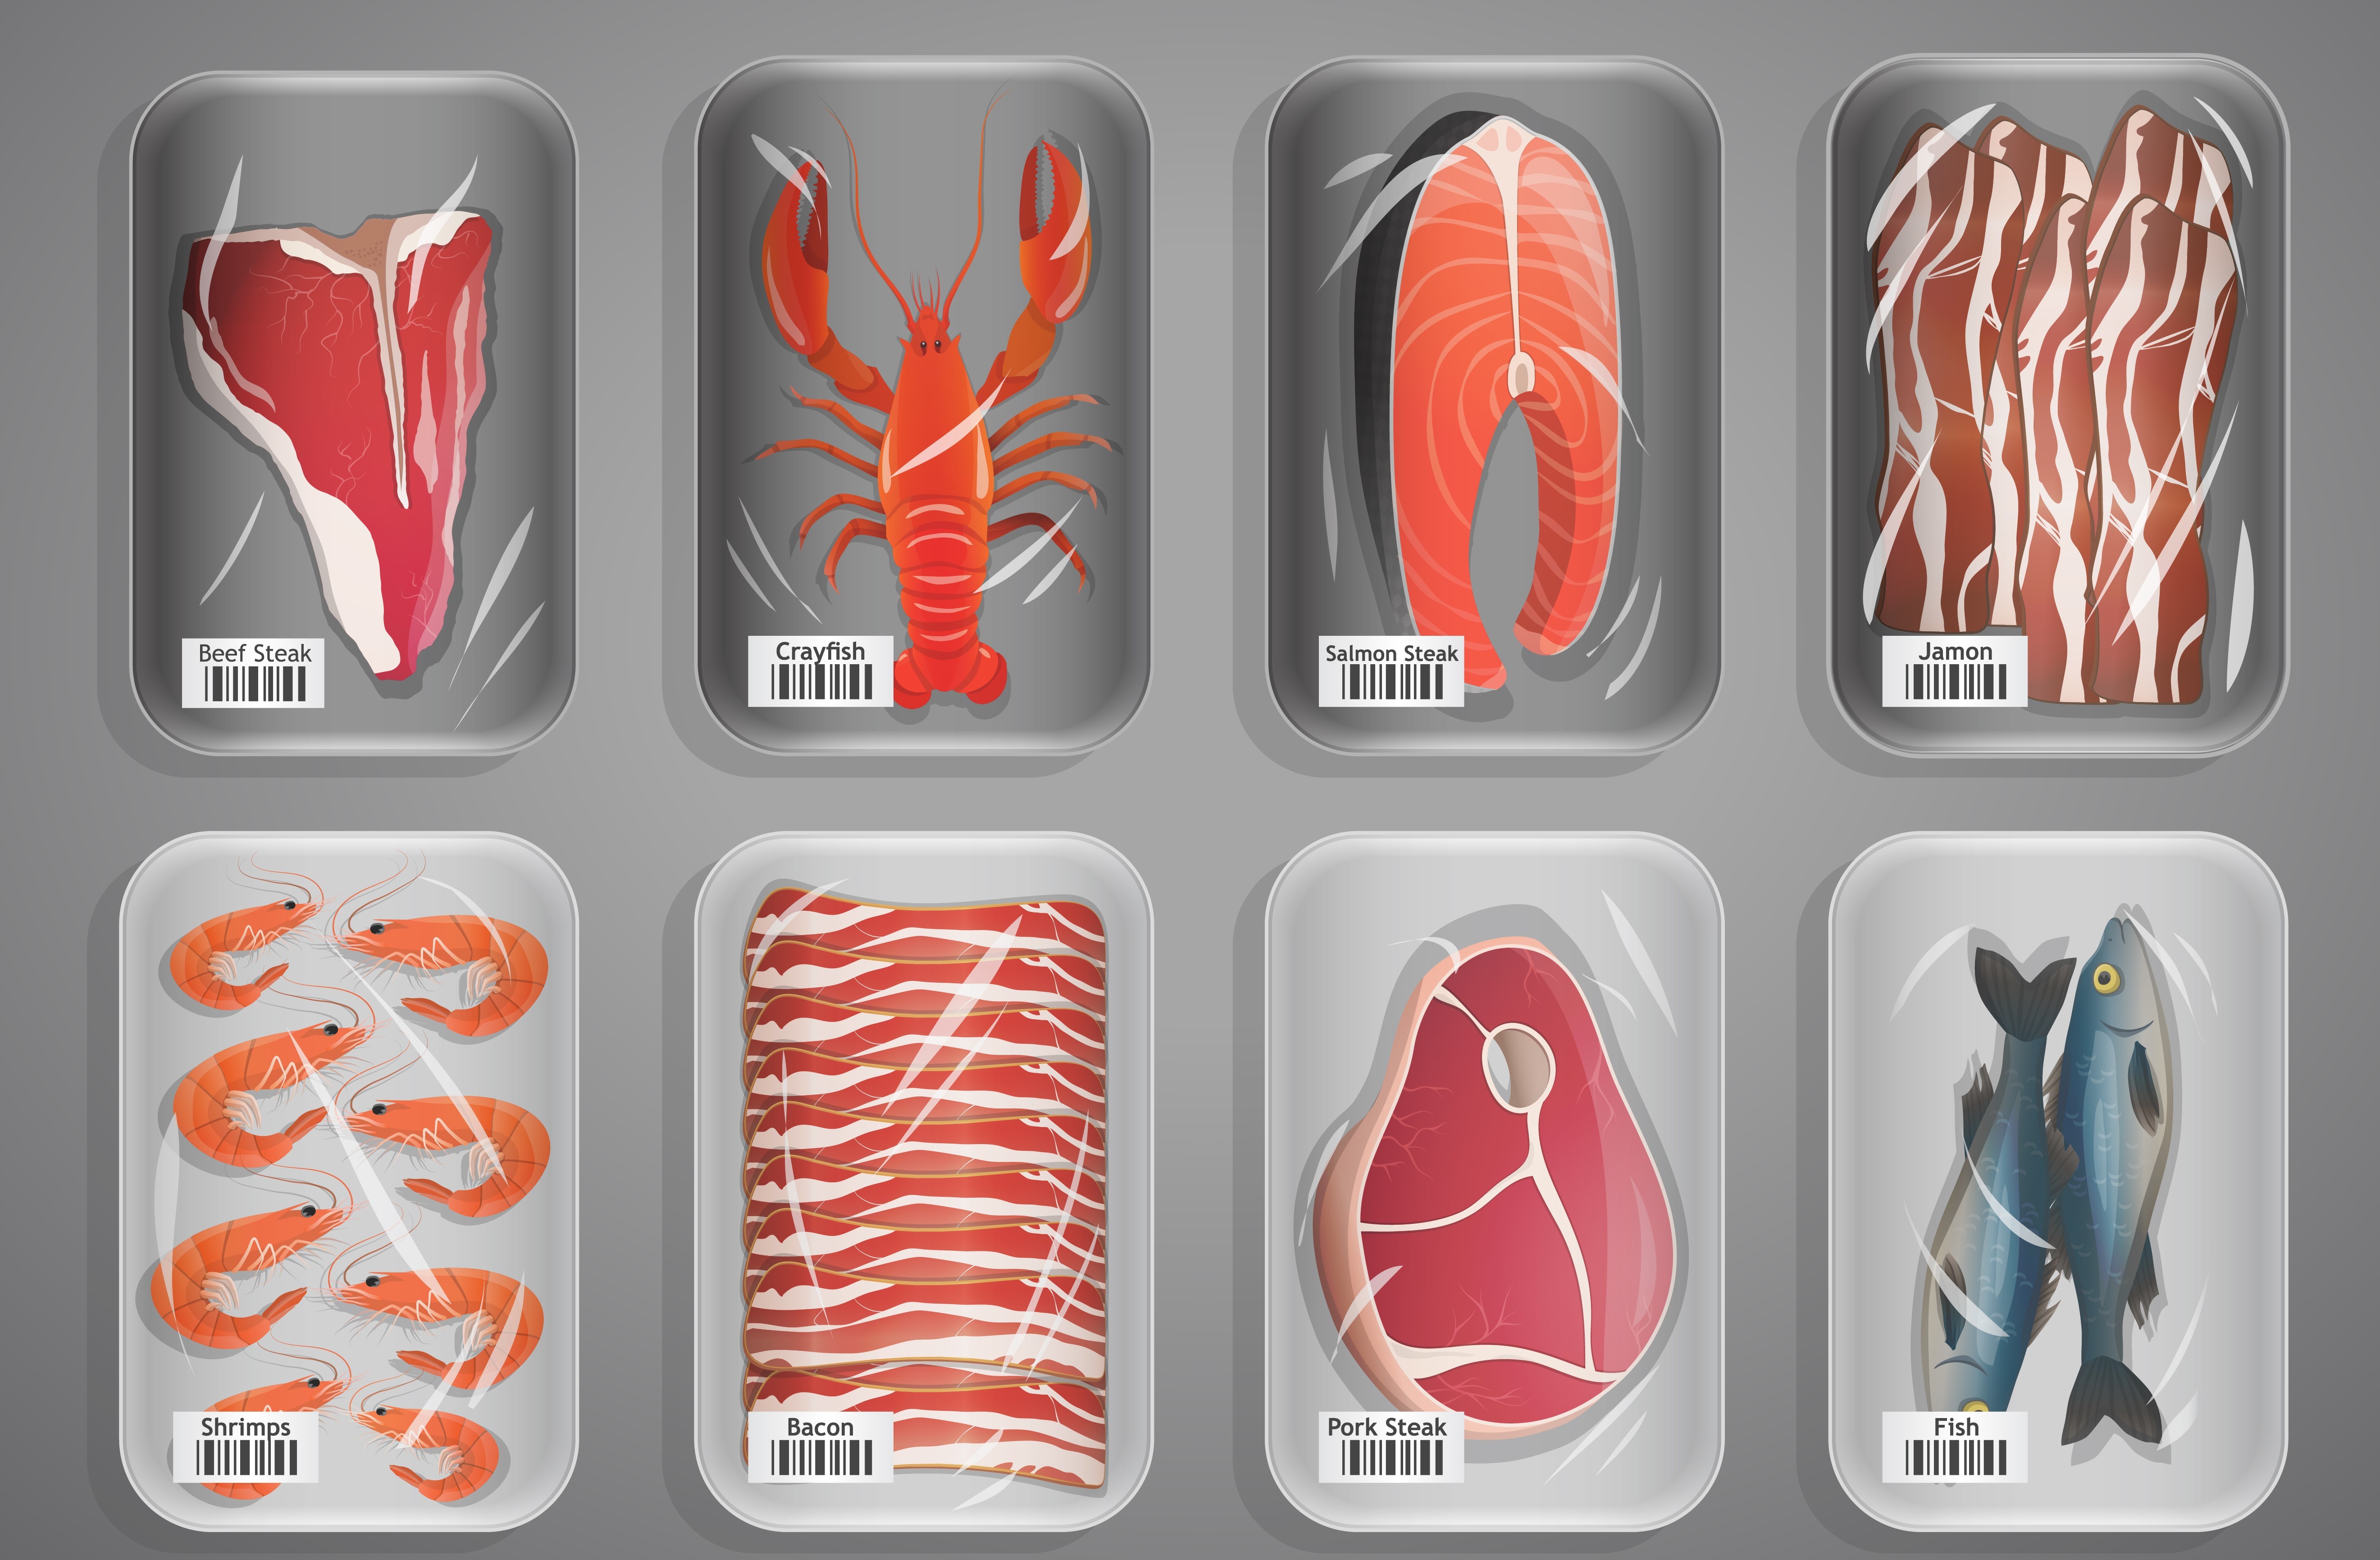 Beef Steak
Crayfish
Salmon Steak
Jamon
Shrimps
Bacon
Pork Steak
Fish